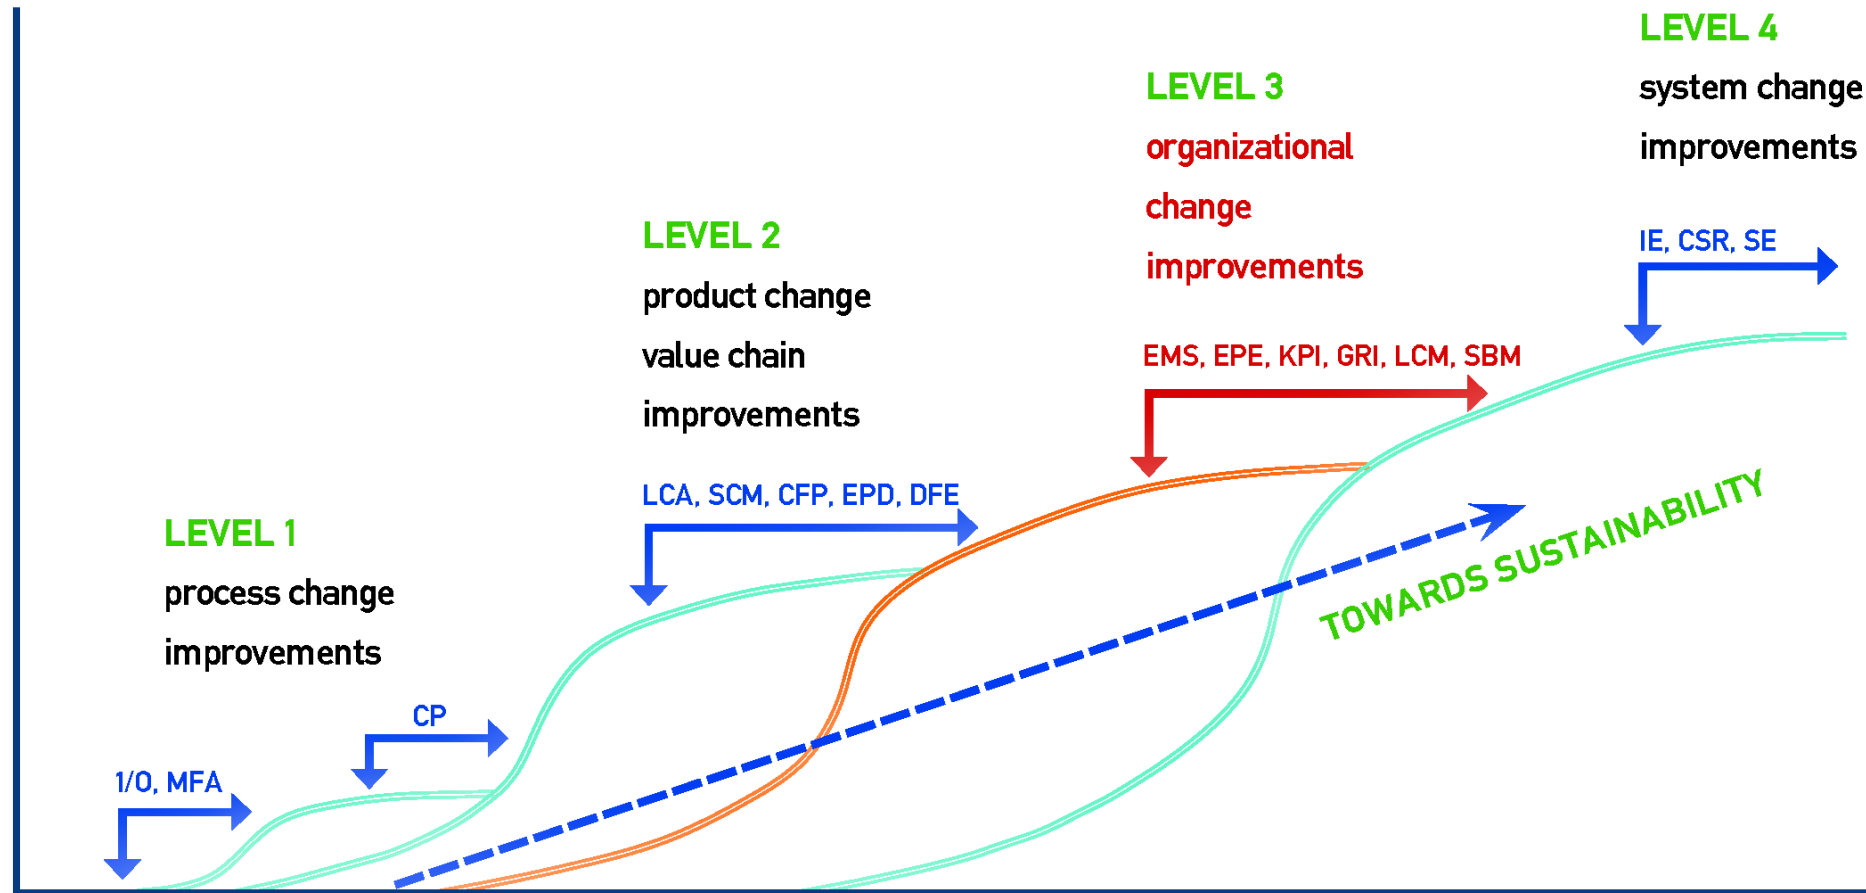 LEVEL 4
system change
improvements
IE, CSR, SE
LEVEL 3
organizational
change
improvements
EMS, EPE, KPI, GRI, LCM, SBM
LEVEL 2
product change
value chain
improvements
LCA, SCM, CFP, EPD, DFE
LEVEL 1
process change
improvements
CP
1/O, MFA
TOWARDS SUSTAINABILITY